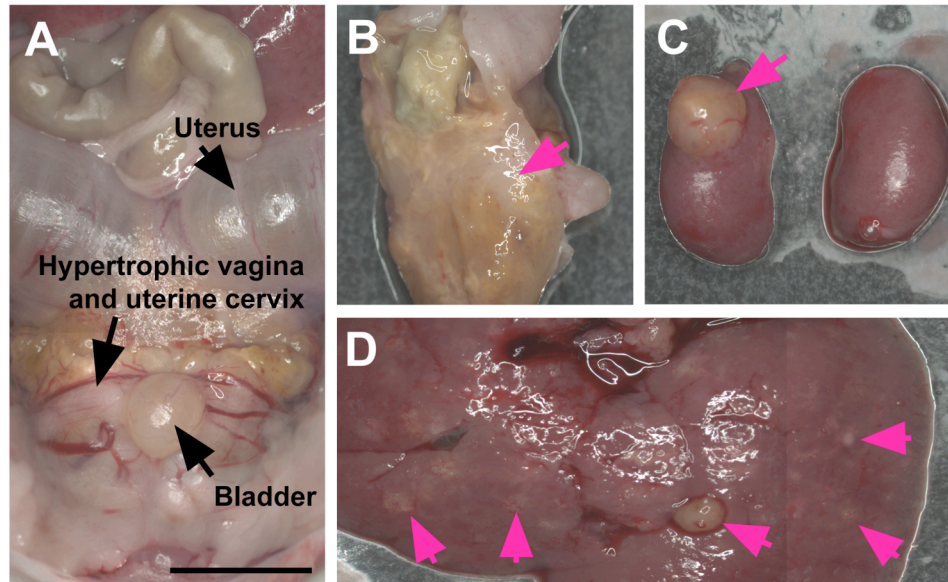 A
Uterus
Hypertrophic vagina
and uterine cervix
Bladder
B
C
D